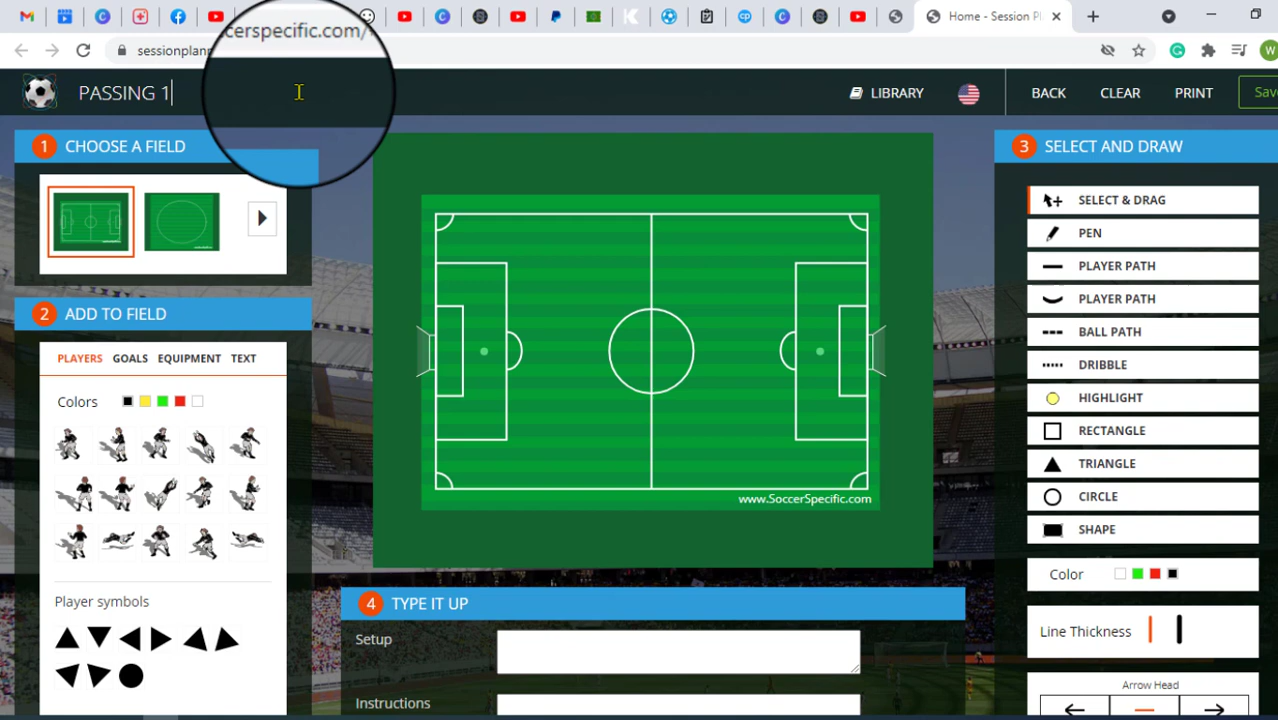 cerspecific.com/
Home - Session Pl
sessionplann
PASSING 1
LIBRARY
BACK
CLEAR
PRINT
Save
1 CHOOSE A FIELD
2 ADD TO FIELD
PLAYERS GOALS EQUIPMENT TEXT
Colors
Player symbols
www.SoccerSpecific.com
4 TYPE IT UP
Setup
Instructions
3 SELECT AND DRAW
SELECT & DRAG
PEN
PLAYER PATH
PLAYER PATH
BALL PATH
DRIBBLE
HIGHLIGHT
RECTANGLE
TRIANGLE
CIRCLE
SHAPE
Color
Line Thickness
Arrow Head